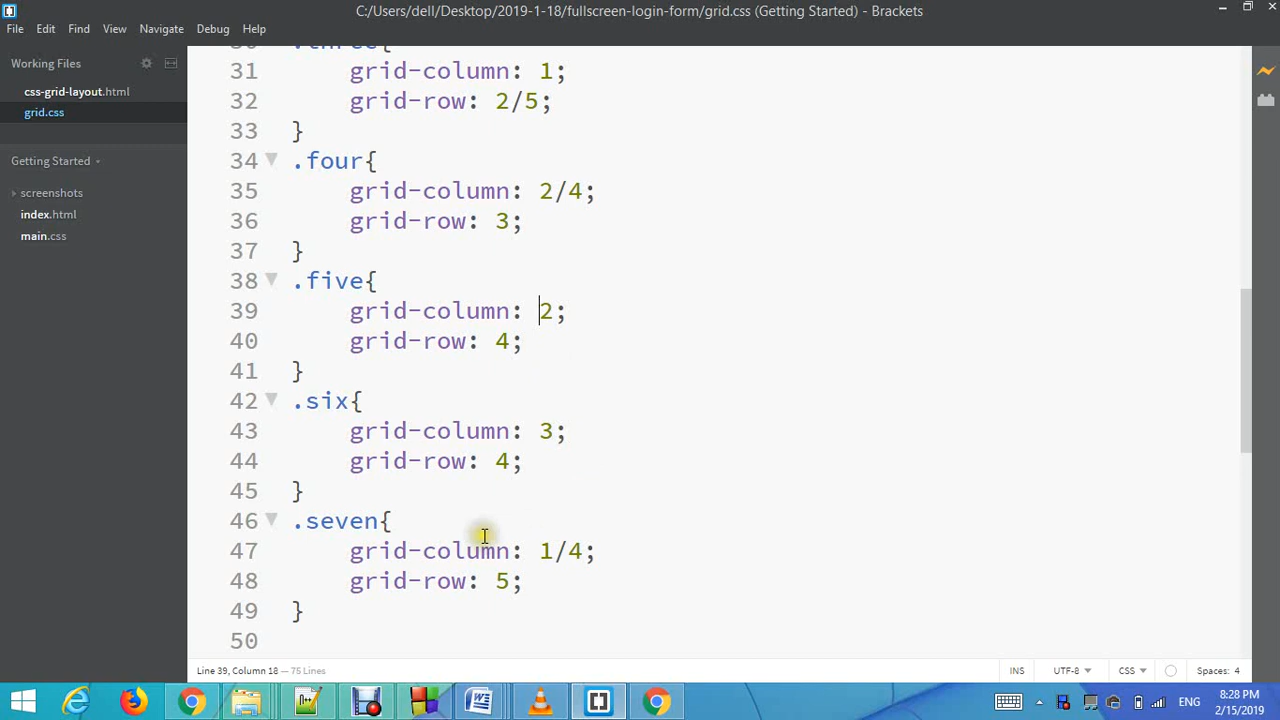 C:/Users/dell/Desktop/2019-1-18/fullscreen-login-form/grid.css (Getting Started) - Brackets
File Edit Find View Navigate Debug Help
Working Files
css-grid-layout.html
grid.css
Getting Started
screenshots
index.html
main.css
30 .three{
31 grid-column: 1;
32 grid-row: 2/5;
33 }
34 .four{
35 grid-column: 2/4;
36 grid-row: 3;
37 }
38 .five{
39 grid-column: 2;
40 grid-row: 4;
41 }
42 .six{
43 grid-column: 3;
44 grid-row: 4;
45 }
46 .seven{
47 grid-column: 1/4;
48 grid-row: 5;
49 }
50
Line 39, Column 18 — 75 Lines
INS UTF-8 CSS Spaces: 4
ENG
8:28 PM
2/15/2019